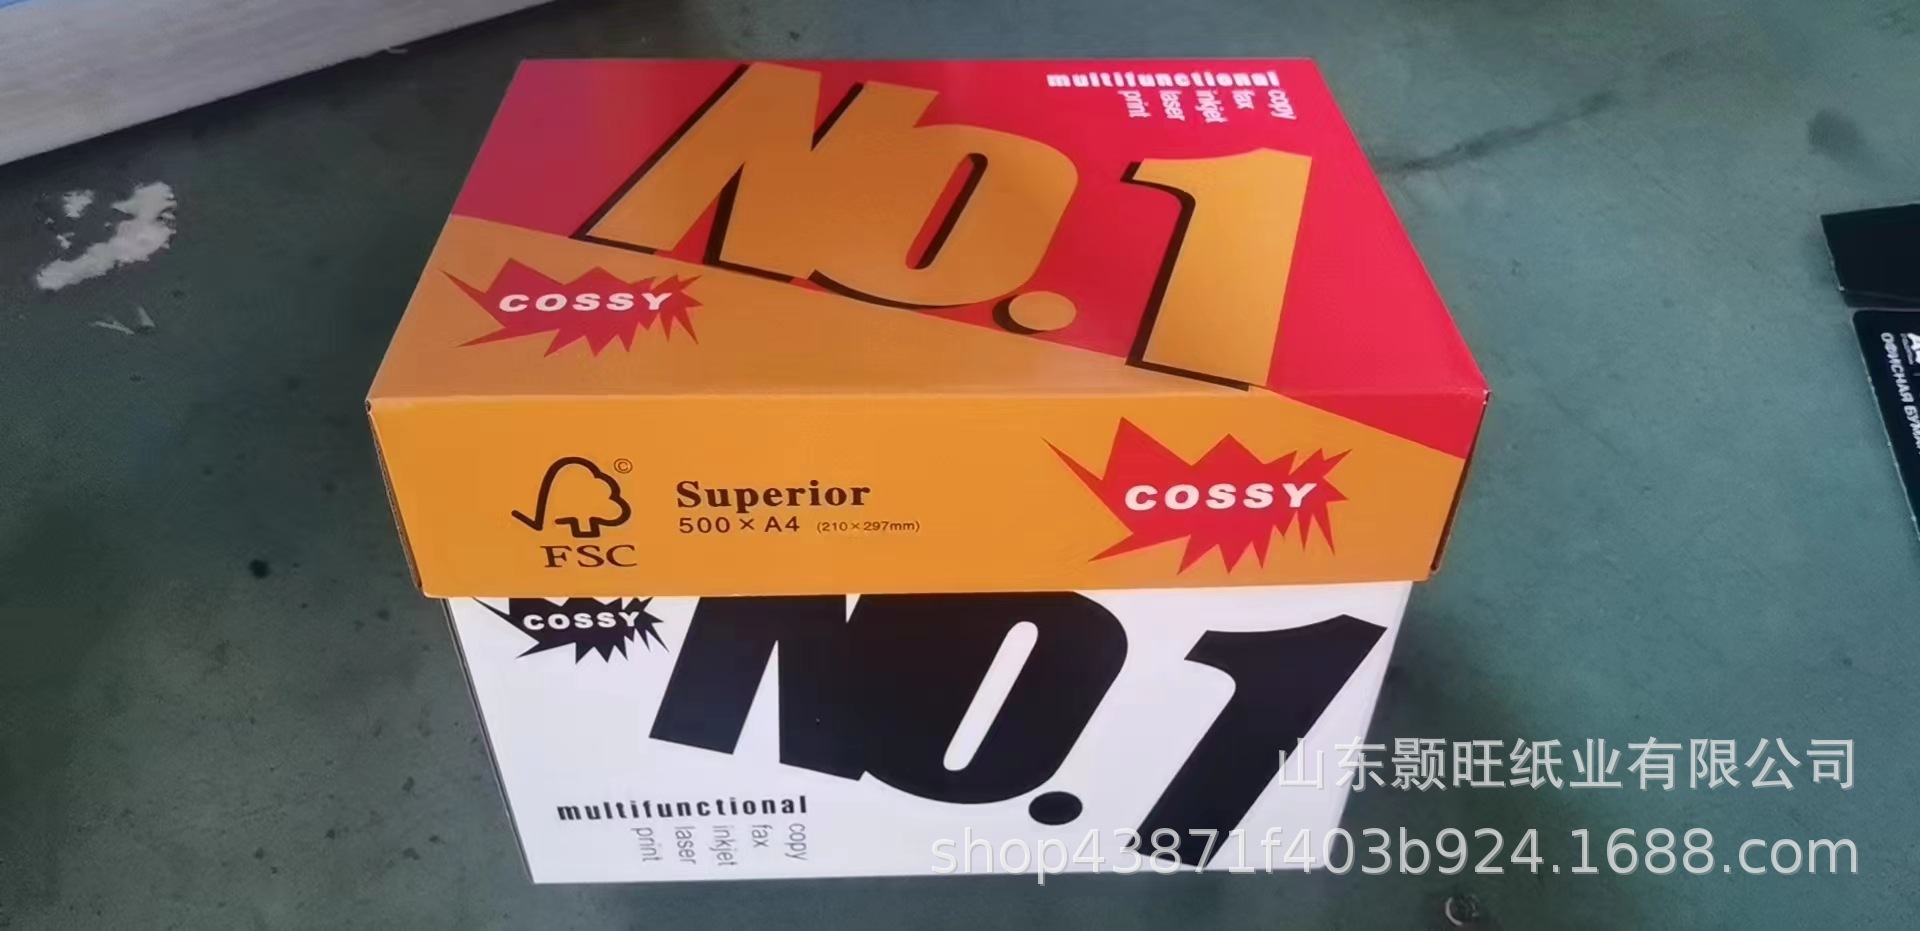 multifunctional
copy
fax
inkjet
laser
print
No.1
COSSY
©
FSC
Superior
500×A4 (210×297mm)
COSSY
COSSY
No.1
multifunctional
copy
fax
inkjet
laser
print
ОФИСНАЯ
山东颢旺纸业有限公司
shop43871f403b924.1688.com